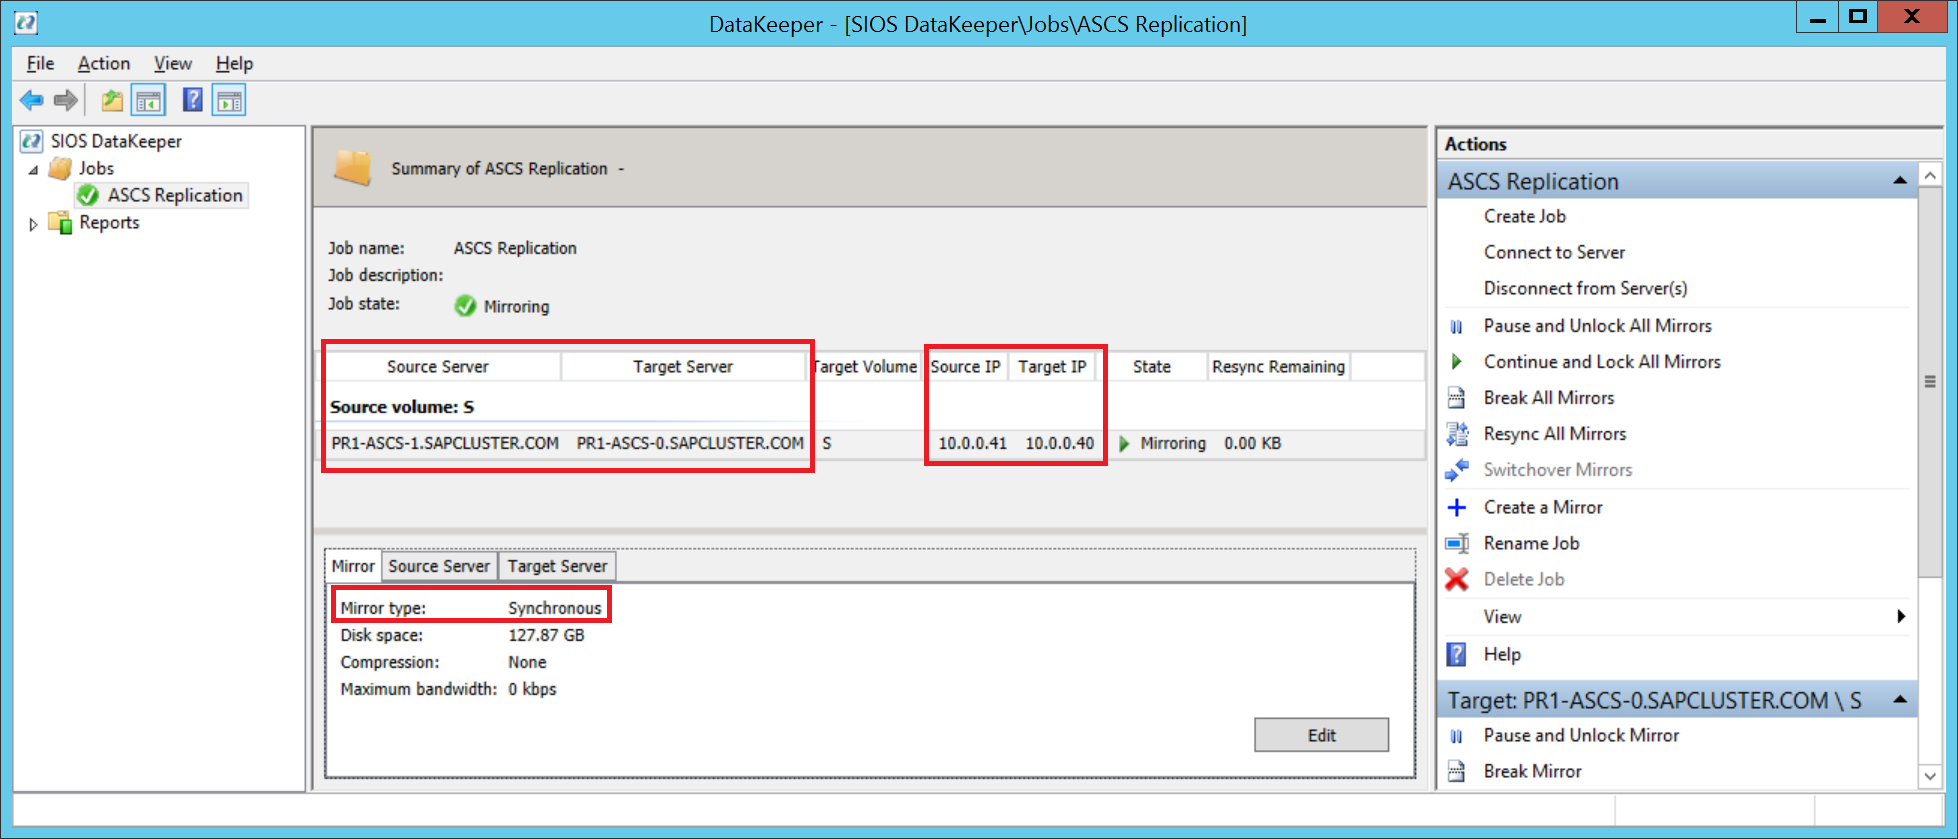 DataKeeper - [SIOS DataKeeper\Jobs\ASCS Replication]
File Action View Help
SIOS DataKeeper
Jobs
ASCS Replication
Reports
Summary of ASCS Replication -
Job name: ASCS Replication
Job description:
Job state: Mirroring
Source Server Target Server Target Volume Source IP Target IP State Resync Remaining
Source volume: S
PR1-ASCS-1.SAPCLUSTER.COM PR1-ASCS-0.SAPCLUSTER.COM S 10.0.0.41 10.0.0.40 Mirroring 0.00 KB
Mirror Source Server Target Server
Mirror type: Synchronous
Disk space: 127.87 GB
Compression: None
Maximum bandwidth: 0 kbps
Edit
Actions
ASCS Replication
Create Job
Connect to Server
Disconnect from Server(s)
Pause and Unlock All Mirrors
Continue and Lock All Mirrors
Break All Mirrors
Resync All Mirrors
Switchover Mirrors
Create a Mirror
Rename Job
Delete Job
View
Help
Target: PR1-ASCS-0.SAPCLUSTER.COM \ S
Pause and Unlock Mirror
Break Mirror